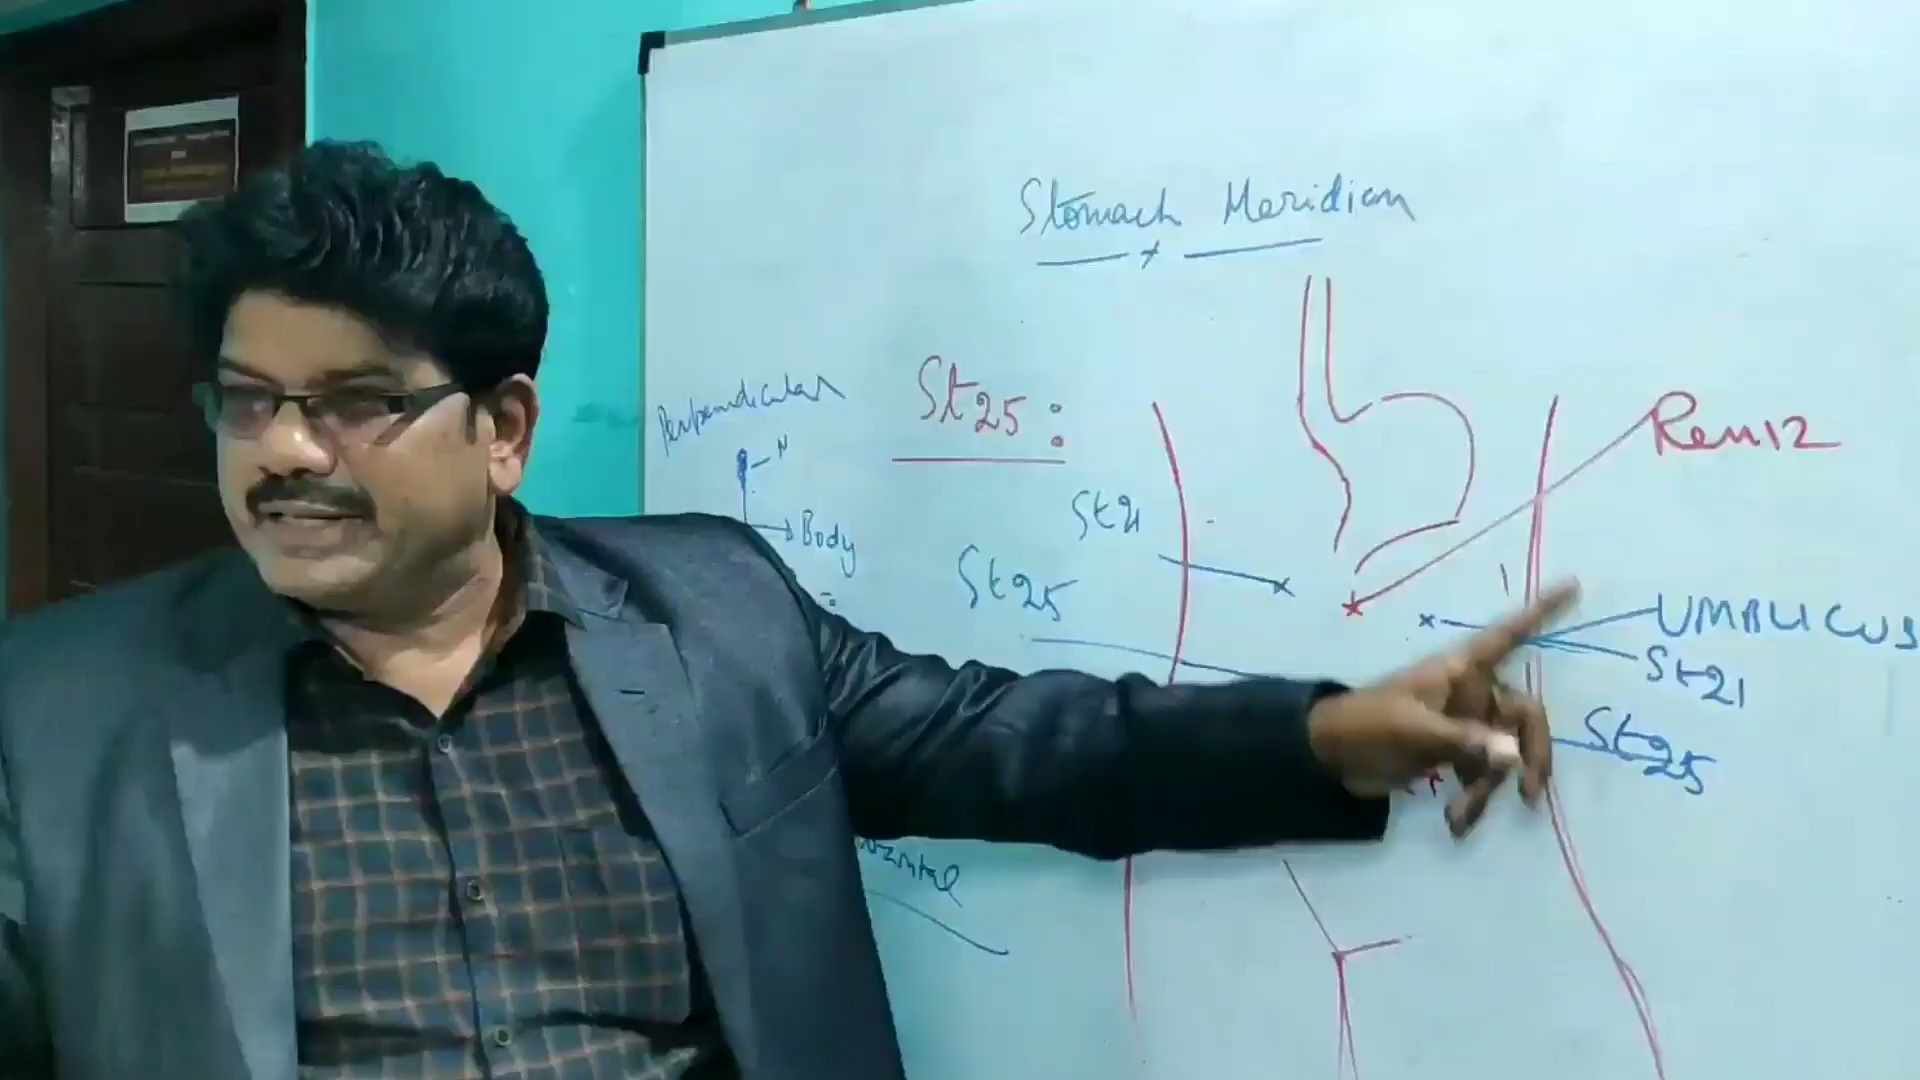 Stomach Meridian
Perpendicular
St25:
Ren12
N
St21
Body
St25
UMBLICUS
St21
St25